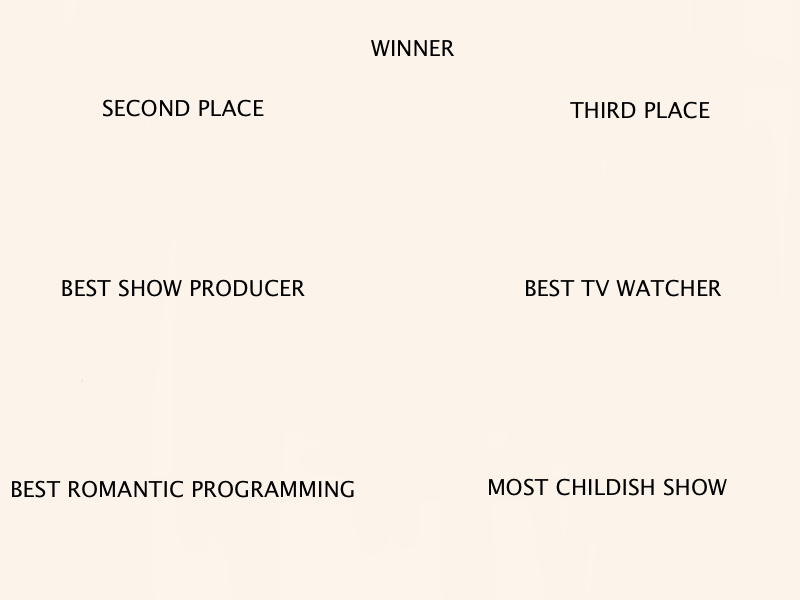 WINNER
SECOND PLACE
THIRD PLACE
BEST SHOW PRODUCER
BEST TV WATCHER
BEST ROMANTIC PROGRAMMING
MOST CHILDISH SHOW